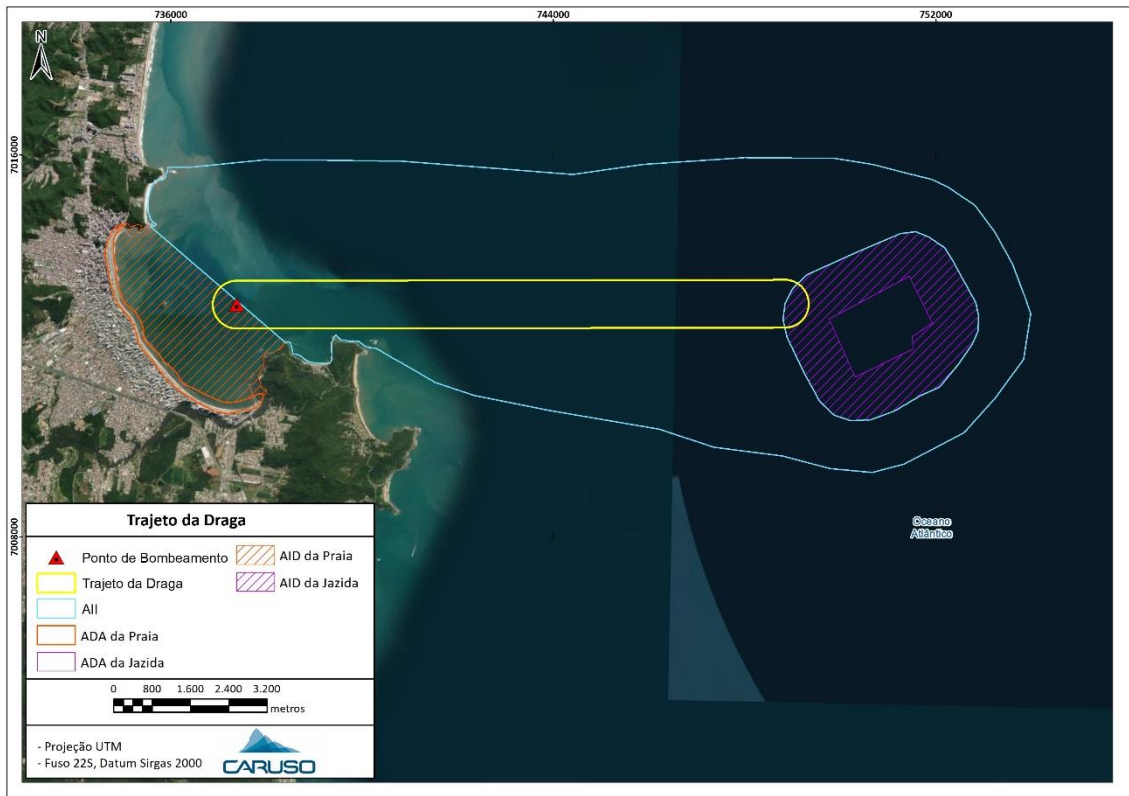 736000
744000
752000
N
7016000
7008000
Oceano
Atlântico
Trajeto da Draga
Ponto de Bombeamento
Trajeto da Draga
AII
ADA da Praia
ADA da Jazida
AID da Praia
AID da Jazida
0 800 1.600 2.400 3.200
metros
- Projeção UTM
- Fuso 22S, Datum Sirgas 2000
CARUSO